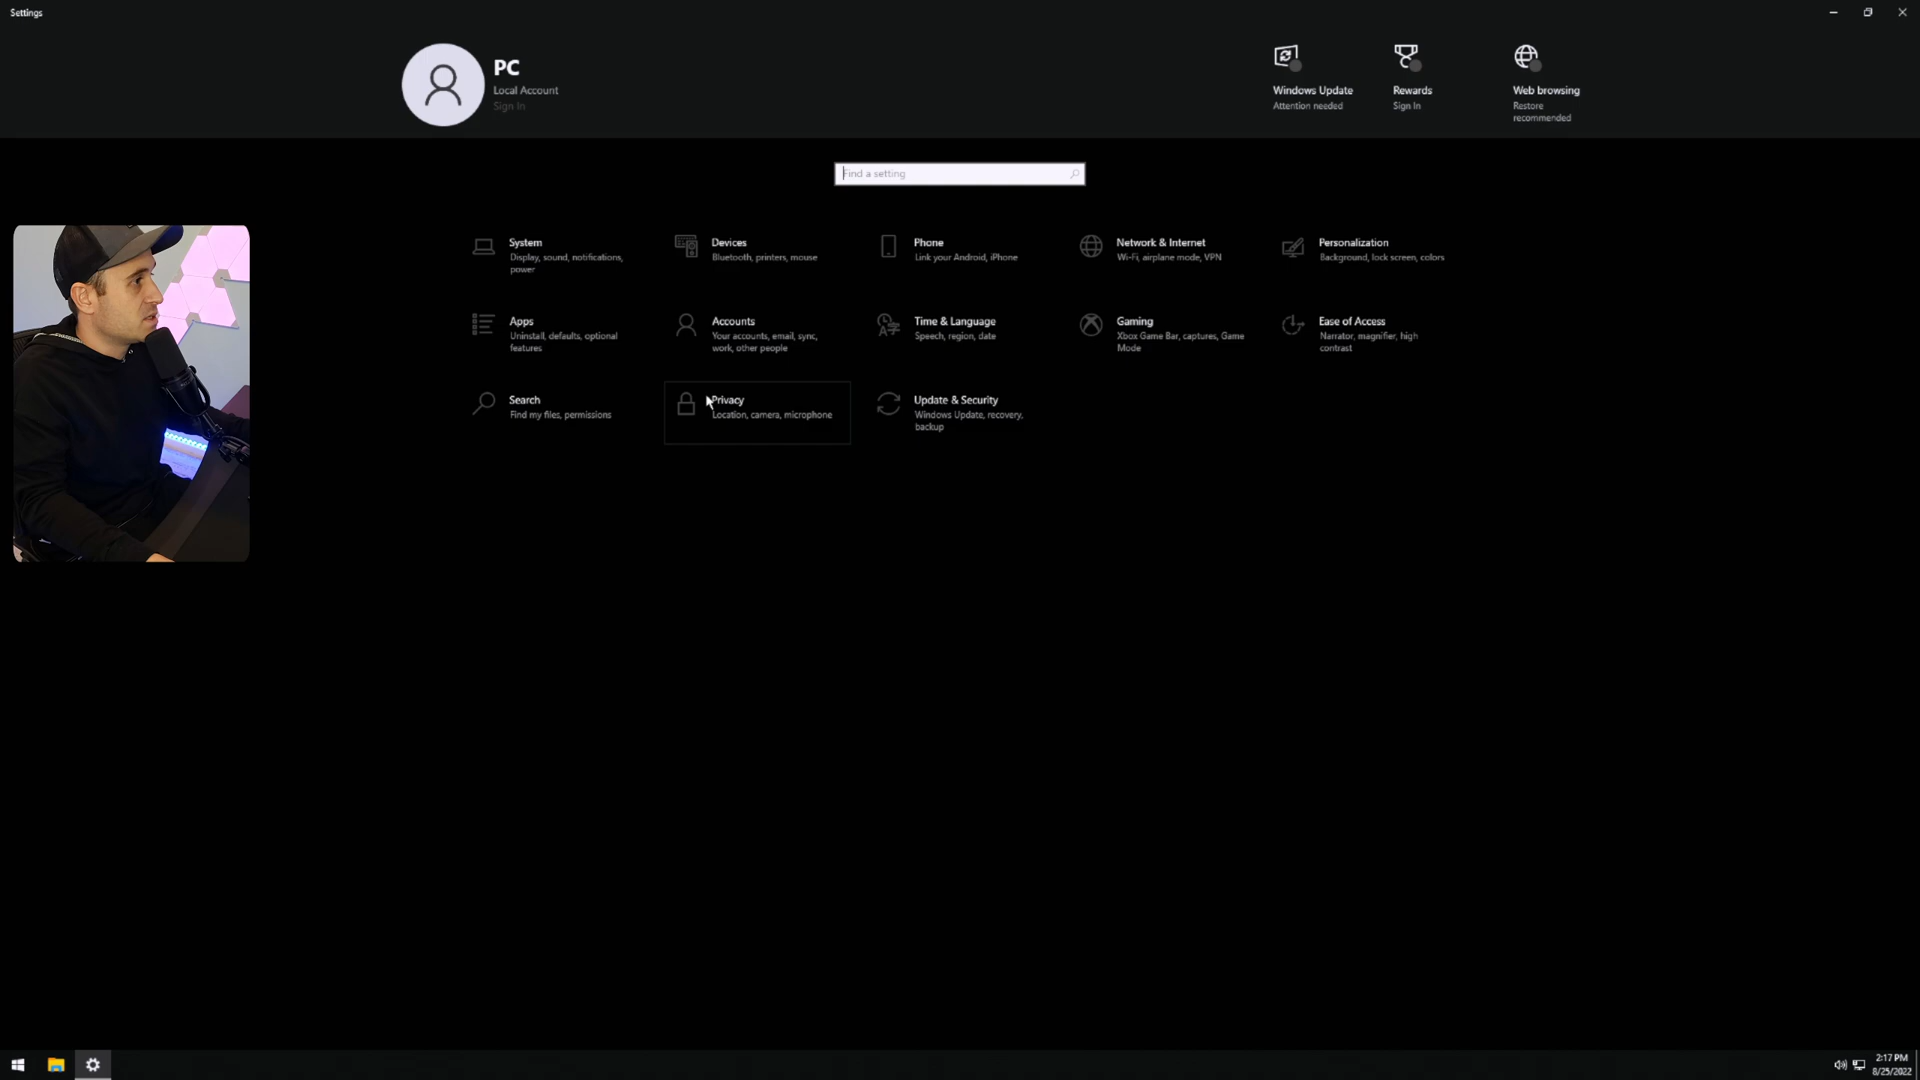 Settings
PC
Local Account
Sign In
Windows Update
Attention needed
Rewards
Sign In
Web browsing
Restore
recommended
Find a setting
System
Display, sound, notifications,
power
Devices
Bluetooth, printers, mouse
Phone
Link your Android, iPhone
Network & Internet
Wi-Fi, airplane mode, VPN
Personalization
Background, lock screen, colors
Apps
Uninstall, defaults, optional
features
Accounts
Your accounts, email, sync,
work, other people
Time & Language
Speech, region, date
Gaming
Xbox Game Bar, captures, Game
Mode
Ease of Access
Narrator, magnifier, high
contrast
Search
Find my files, permissions
Privacy
Location, camera, microphone
Update & Security
Windows Update, recovery,
backup
2:17 PM
8/25/2022